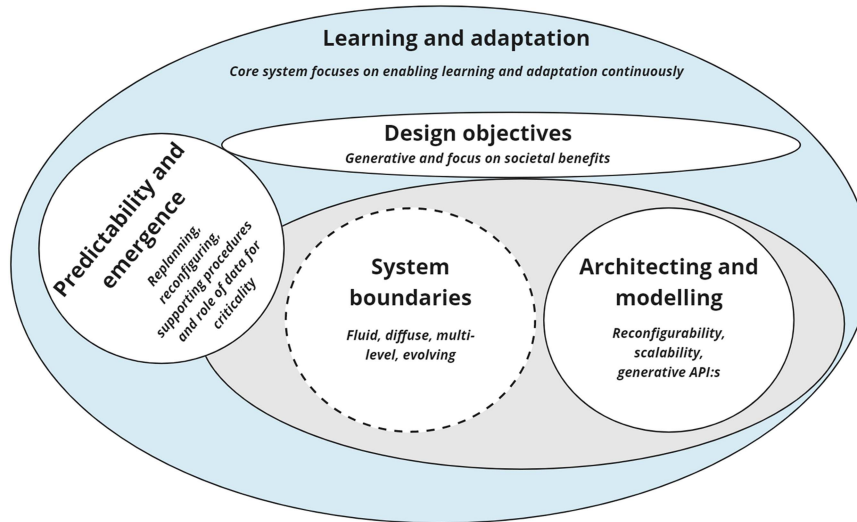 Learning and adaptation
Core system focuses on enabling learning and adaptation continuously
Design objectives
Generative and focus on societal benefits
Predictability and
emergence
Replanning,
reconfiguring,
supporting procedures
and role of data for
criticality
System
boundaries
Fluid, diffuse, multi-
level, evolving
Architecting and
modelling
Reconfigurability,
scalability,
generative API:s